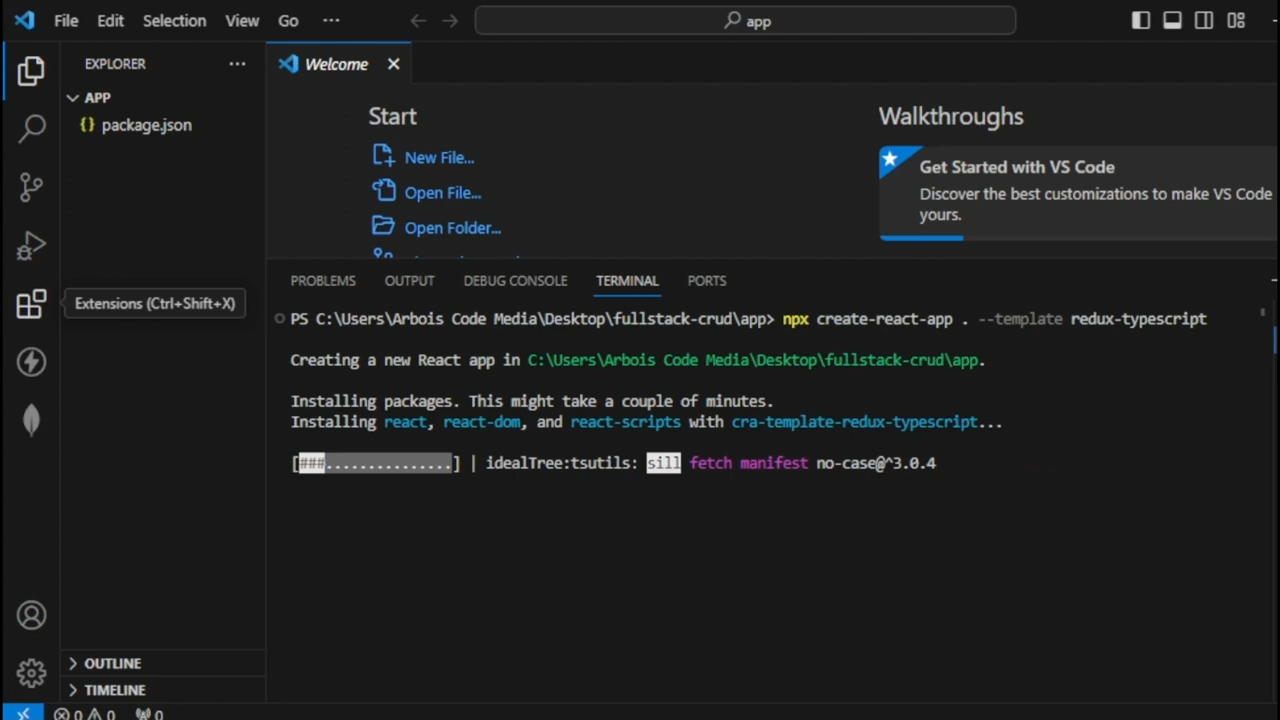 File Edit Selection View Go ···
app
EXPLORER ···
APP
{} package.json
Extensions (Ctrl+Shift+X)
OUTLINE
TIMELINE
Welcome
Start
New File...
Open File...
Open Folder...
Walkthroughs
Get Started with VS Code
Discover the best customizations to make VS Code
yours.
PROBLEMS OUTPUT DEBUG CONSOLE TERMINAL PORTS
PS C:\Users\Arbois Code Media\Desktop\fullstack-crud\app> npx create-react-app . --template redux-typescript
Creating a new React app in C:\Users\Arbois Code Media\Desktop\fullstack-crud\app.
Installing packages. This might take a couple of minutes.
Installing react, react-dom, and react-scripts with cra-template-redux-typescript...
[###...............] | idealTree:tsutils: sill fetch manifest no-case@^3.0.4
0 0 0